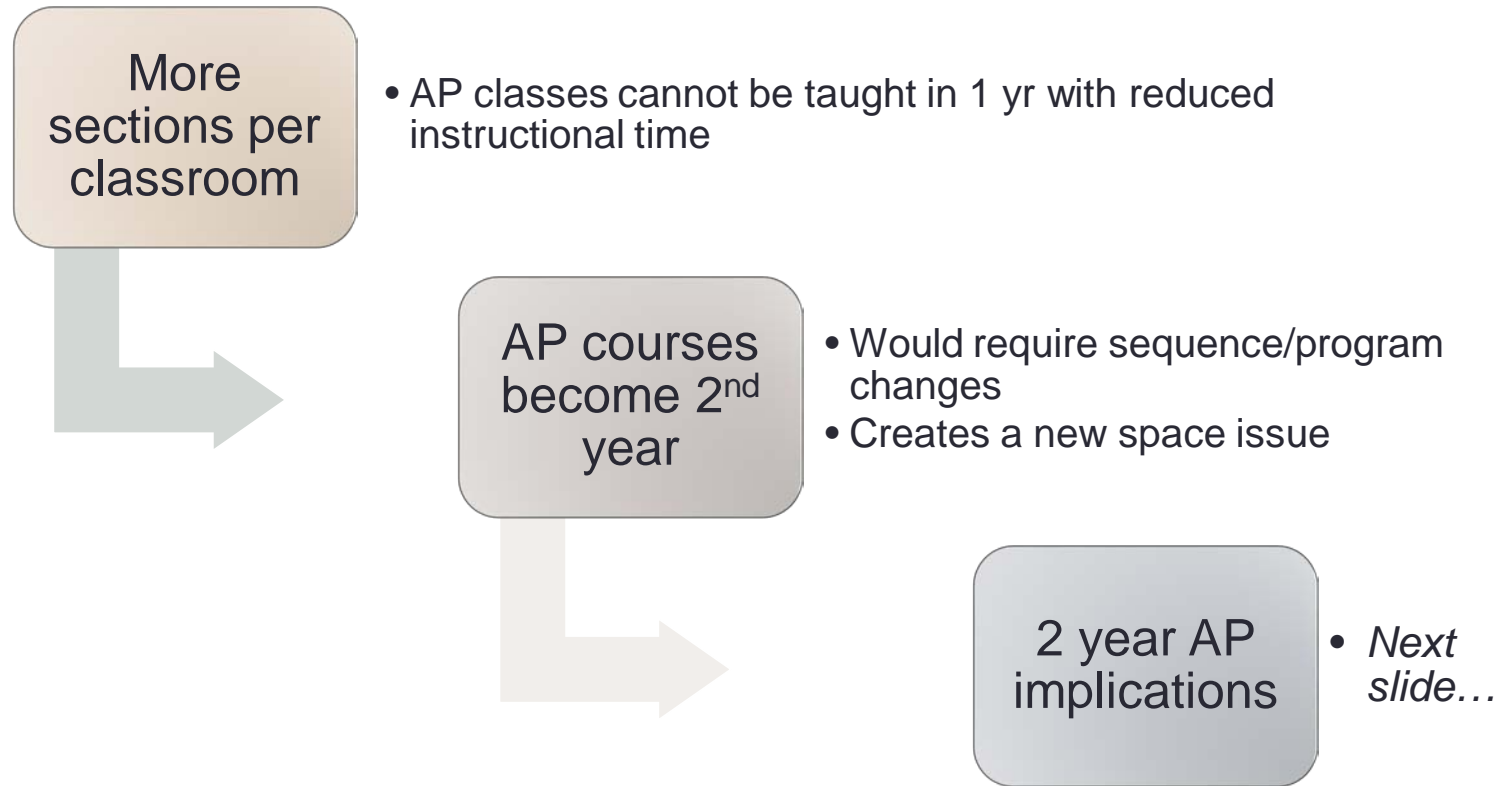 More
sections per
classroom
• AP classes cannot be taught in 1 yr with reduced
instructional time
AP courses
become 2nd
year
• Would require sequence/program
changes
• Creates a new space issue
2 year AP
implications
• Next
slide…